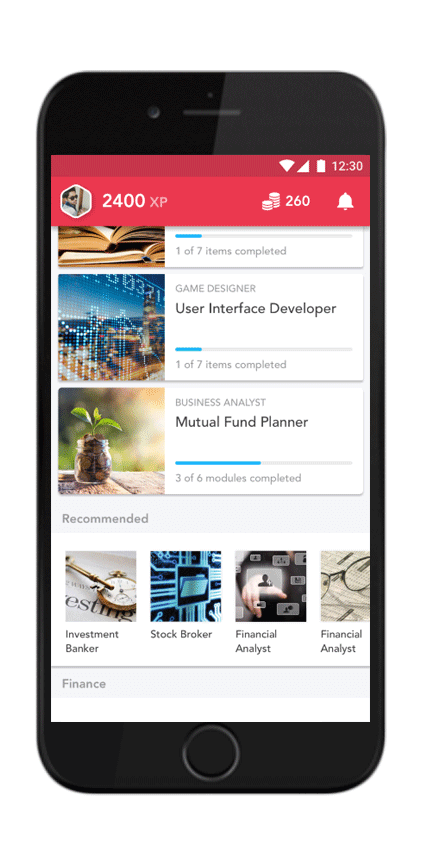 12:30
2400 XP
260
1 of 7 items completed
GAME DESIGNER
User Interface Developer
1 of 7 items completed
BUSINESS ANALYST
Mutual Fund Planner
3 of 6 modules completed
Recommended
esting
Investment
Banker
Stock Broker
Financial
Analyst
Financial
Analyst
Finance